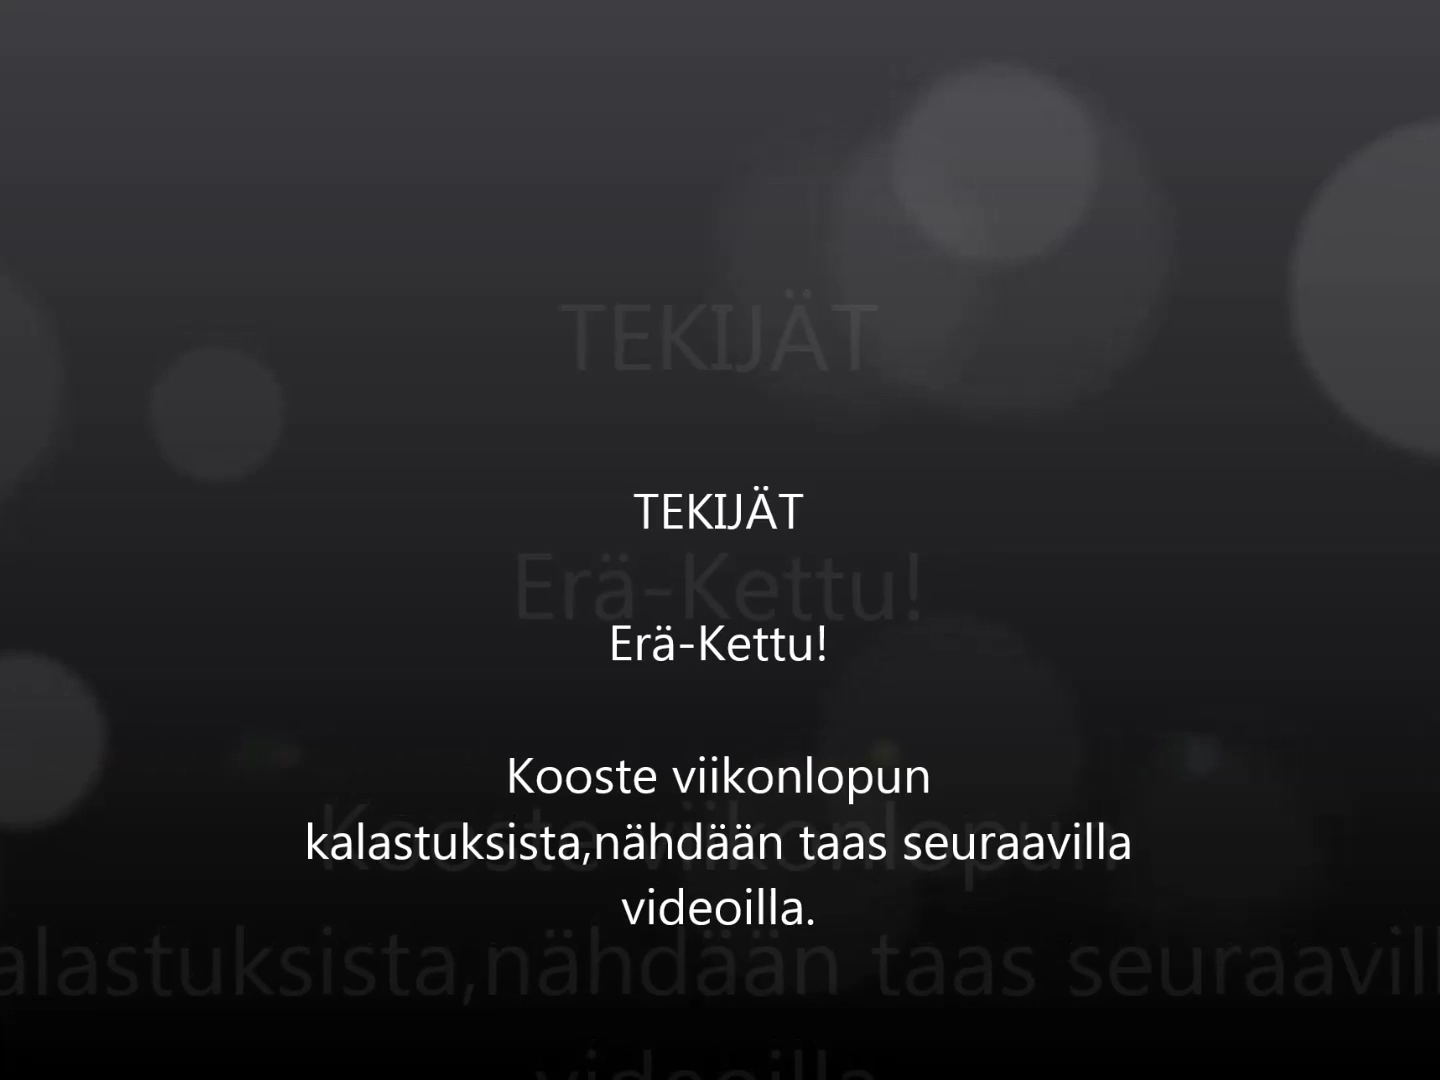 TEKIJÄT
Erä-Kettu!
Kooste viikonlopun
kalastuksista,nähdään taas seuraavilla
videoilla.